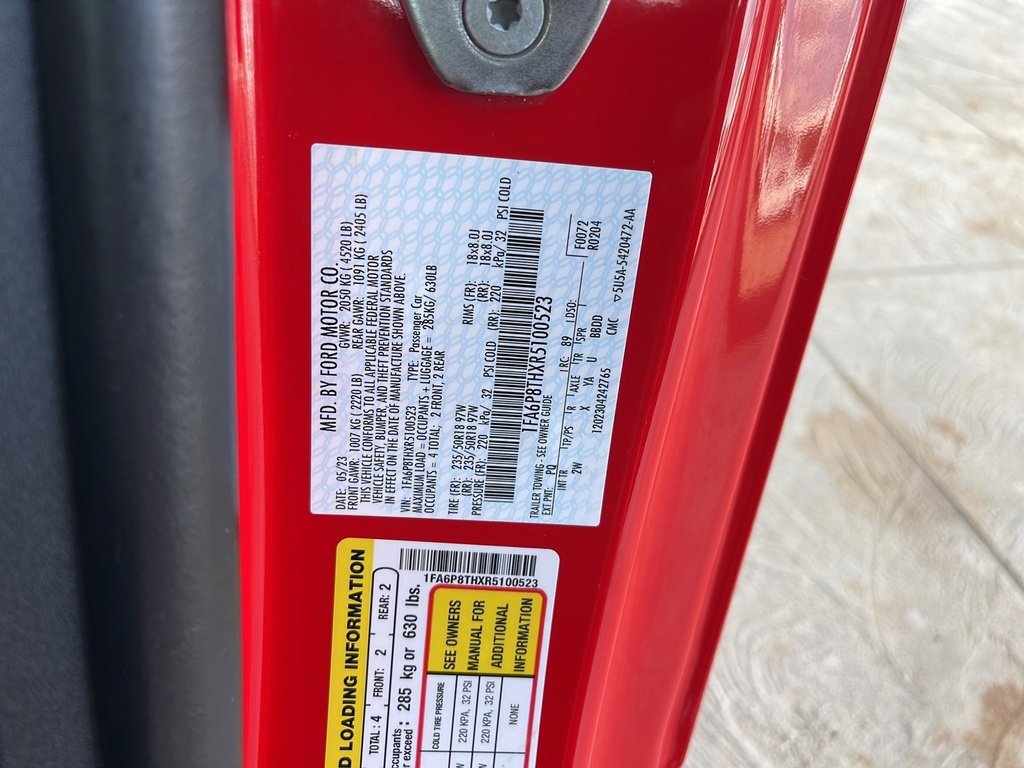 MFD. BY FORD MOTOR CO.
DATE: 05/23 GVWR: 2050 KG ( 4520 LB)
FRONT GAWR: 1007 KG ( 2220 LB) REAR GAWR: 1091 KG ( 2405 LB)
THIS VEHICLE CONFORMS TO ALL APPLICABLE FEDERAL MOTOR
VEHICLE SAFETY, BUMPER, AND THEFT PREVENTION STANDARDS
IN EFFECT ON THE DATE OF MANUFACTURE SHOWN ABOVE.
VIN: 1FA6P8THXR5100523 TYPE: Passenger Car
MAXIMUM LOAD = OCCUPANTS + LUGGAGE = 285KG/ 630LB
OCCUPANTS = 4 TOTAL; 2 FRONT, 2 REAR
TIRE (FR): 235/50R18 97W RIMS (FR): 18x8.0J
(RR): 235/50R18 97W (RR): 18x8.0J
PRESSURE (FR): 220 kPa/ 32 PSI COLD (RR): 220 kPa/ 32 PSI COLD
1FA6P8THXR5100523
TRAILER TOWING - SEE OWNER GUIDE
EXT PNT: PQ RC: 89 DSO: F0072
INT TR TP/PS R AXLE TR SPR R0204
2W X YA U BBDD
12023042427​65 CMC ▽5U5A-5420472-AA
1FA6P8THXR5100523
D LOADING INFORMATION
TOTAL: 4 FRONT: 2 REAR: 2
ccupants
r exceed : 285 kg or 630 lbs.
COLD TIRE PRESSURE
220 KPA, 32 PSI
220 KPA, 32 PSI
NONE
SEE OWNERS
MANUAL FOR
ADDITIONAL
INFORMATION